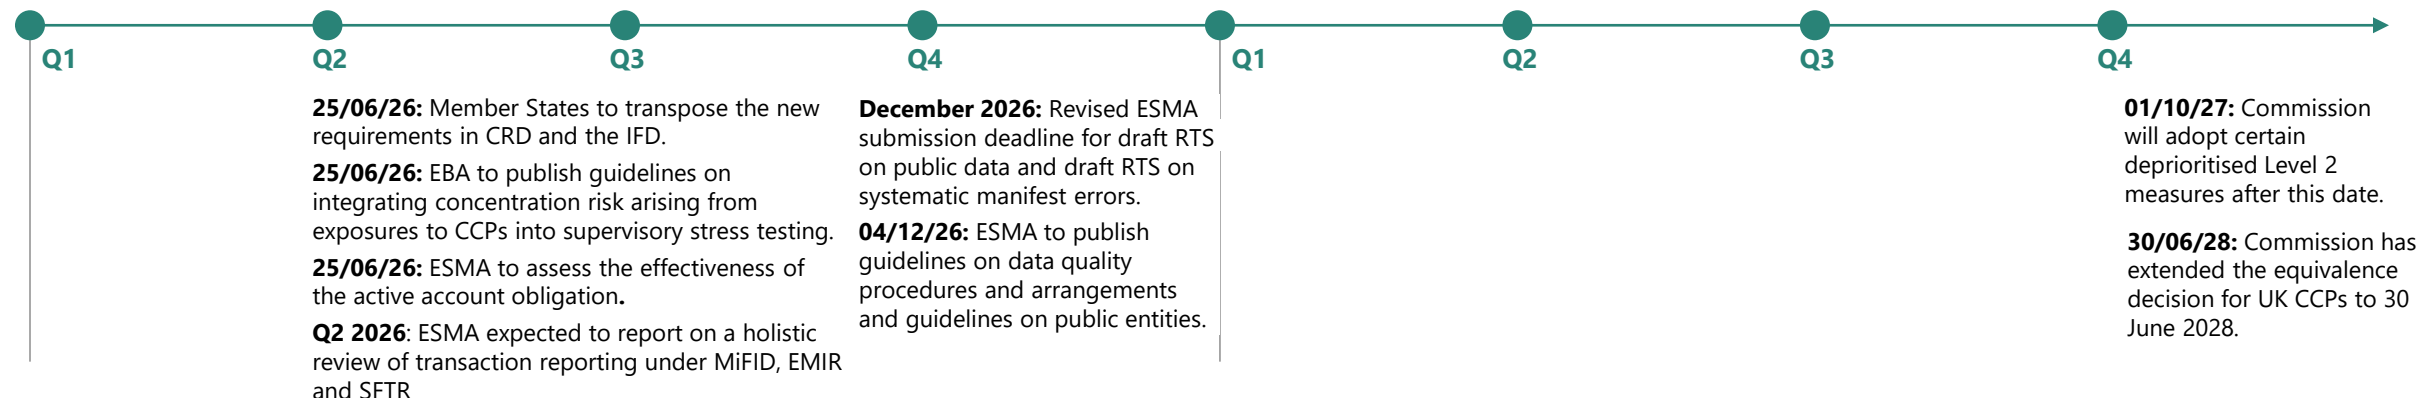 Q1
Q2
Q3
Q4
Q1
Q2
Q3
Q4
25/06/26: Member States to transpose the new
requirements in CRD and the IFD.
25/06/26: EBA to publish guidelines on
integrating concentration risk arising from
exposures to CCPs into supervisory stress testing.
25/06/26: ESMA to assess the effectiveness of
the active account obligation.
Q2 2026: ESMA expected to report on a holistic
review of transaction reporting under MiFID, EMIR
and SFTR
December 2026: Revised ESMA
submission deadline for draft RTS
on public data and draft RTS on
systematic manifest errors.
04/12/26: ESMA to publish
guidelines on data quality
procedures and arrangements
and guidelines on public entities.
01/10/27: Commission
will adopt certain
deprioritised Level 2
measures after this date.
30/06/28: Commission has
extended the equivalence
decision for UK CCPs to 30
June 2028.